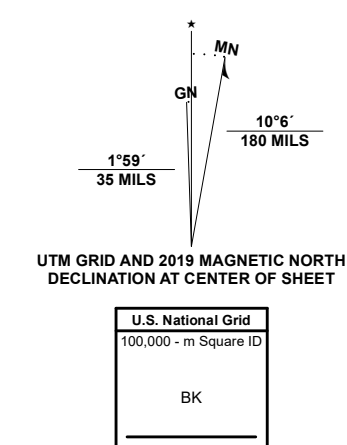 ★
MN
GN
10°6´
180 MILS
1°59´
35 MILS
UTM GRID AND 2019 MAGNETIC NORTH
DECLINATION AT CENTER OF SHEET
U.S. National Grid
100,000 - m Square ID
BK